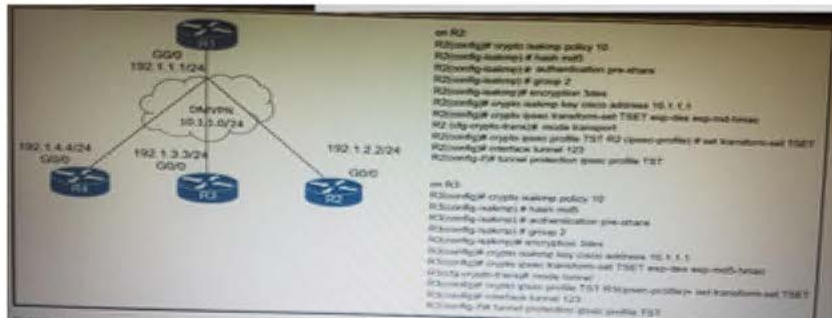 R1
G0/0
192.1.1.1/24
DMVPN
10.1.1.0/24
192.1.4.4/24
G0/0
R4
192.1.3.3/24
G0/0
R3
192.1.2.2/24
G0/0
R2
on R2:
R2(config)# crypto isakmp policy 10
R2(config-isakmp) # hash md5
R2(config-isakmp) # authentication pre-share
R2(config-isakmp) # group 2
R2(config-isakmp)# encryption 3des
R2(config)# crypto isakmp key cisco address 10.1.1.1
R2(config)# crypto ipsec transform-set TSET esp-des esp-md-hmac
R2 (cfg-crypto-trans)# mode transport
R2(config)# crypto ipsec profile TST R2 (ipsec-profile) # set transform-set TSET
R2(config)# interface tunnel 123
R2(config-if)# tunnel protection ipsec profile TST
on R3:
R3(config)# crypto isakmp policy 10
R3(config-isakmp) # hash md5
R3(config-isakmp) # authentication pre-share
R3(config-isakmp) # group 2
R3(config-isakmp)# encryption 3des
R3(config)# crypto isakmp key cisco address 10.1.1.1
R3(config)# crypto ipsec transform-set TSET esp-des esp-md5-hmac
R3(cfg-crypto-trans)# mode tunnel
R3(config)# crypto ipsec profile TST R3(ipsec-profile)# set transform-set TSET
R3(config)# interface tunnel 123
R3(config-if)# tunnel protection ipsec profile TST